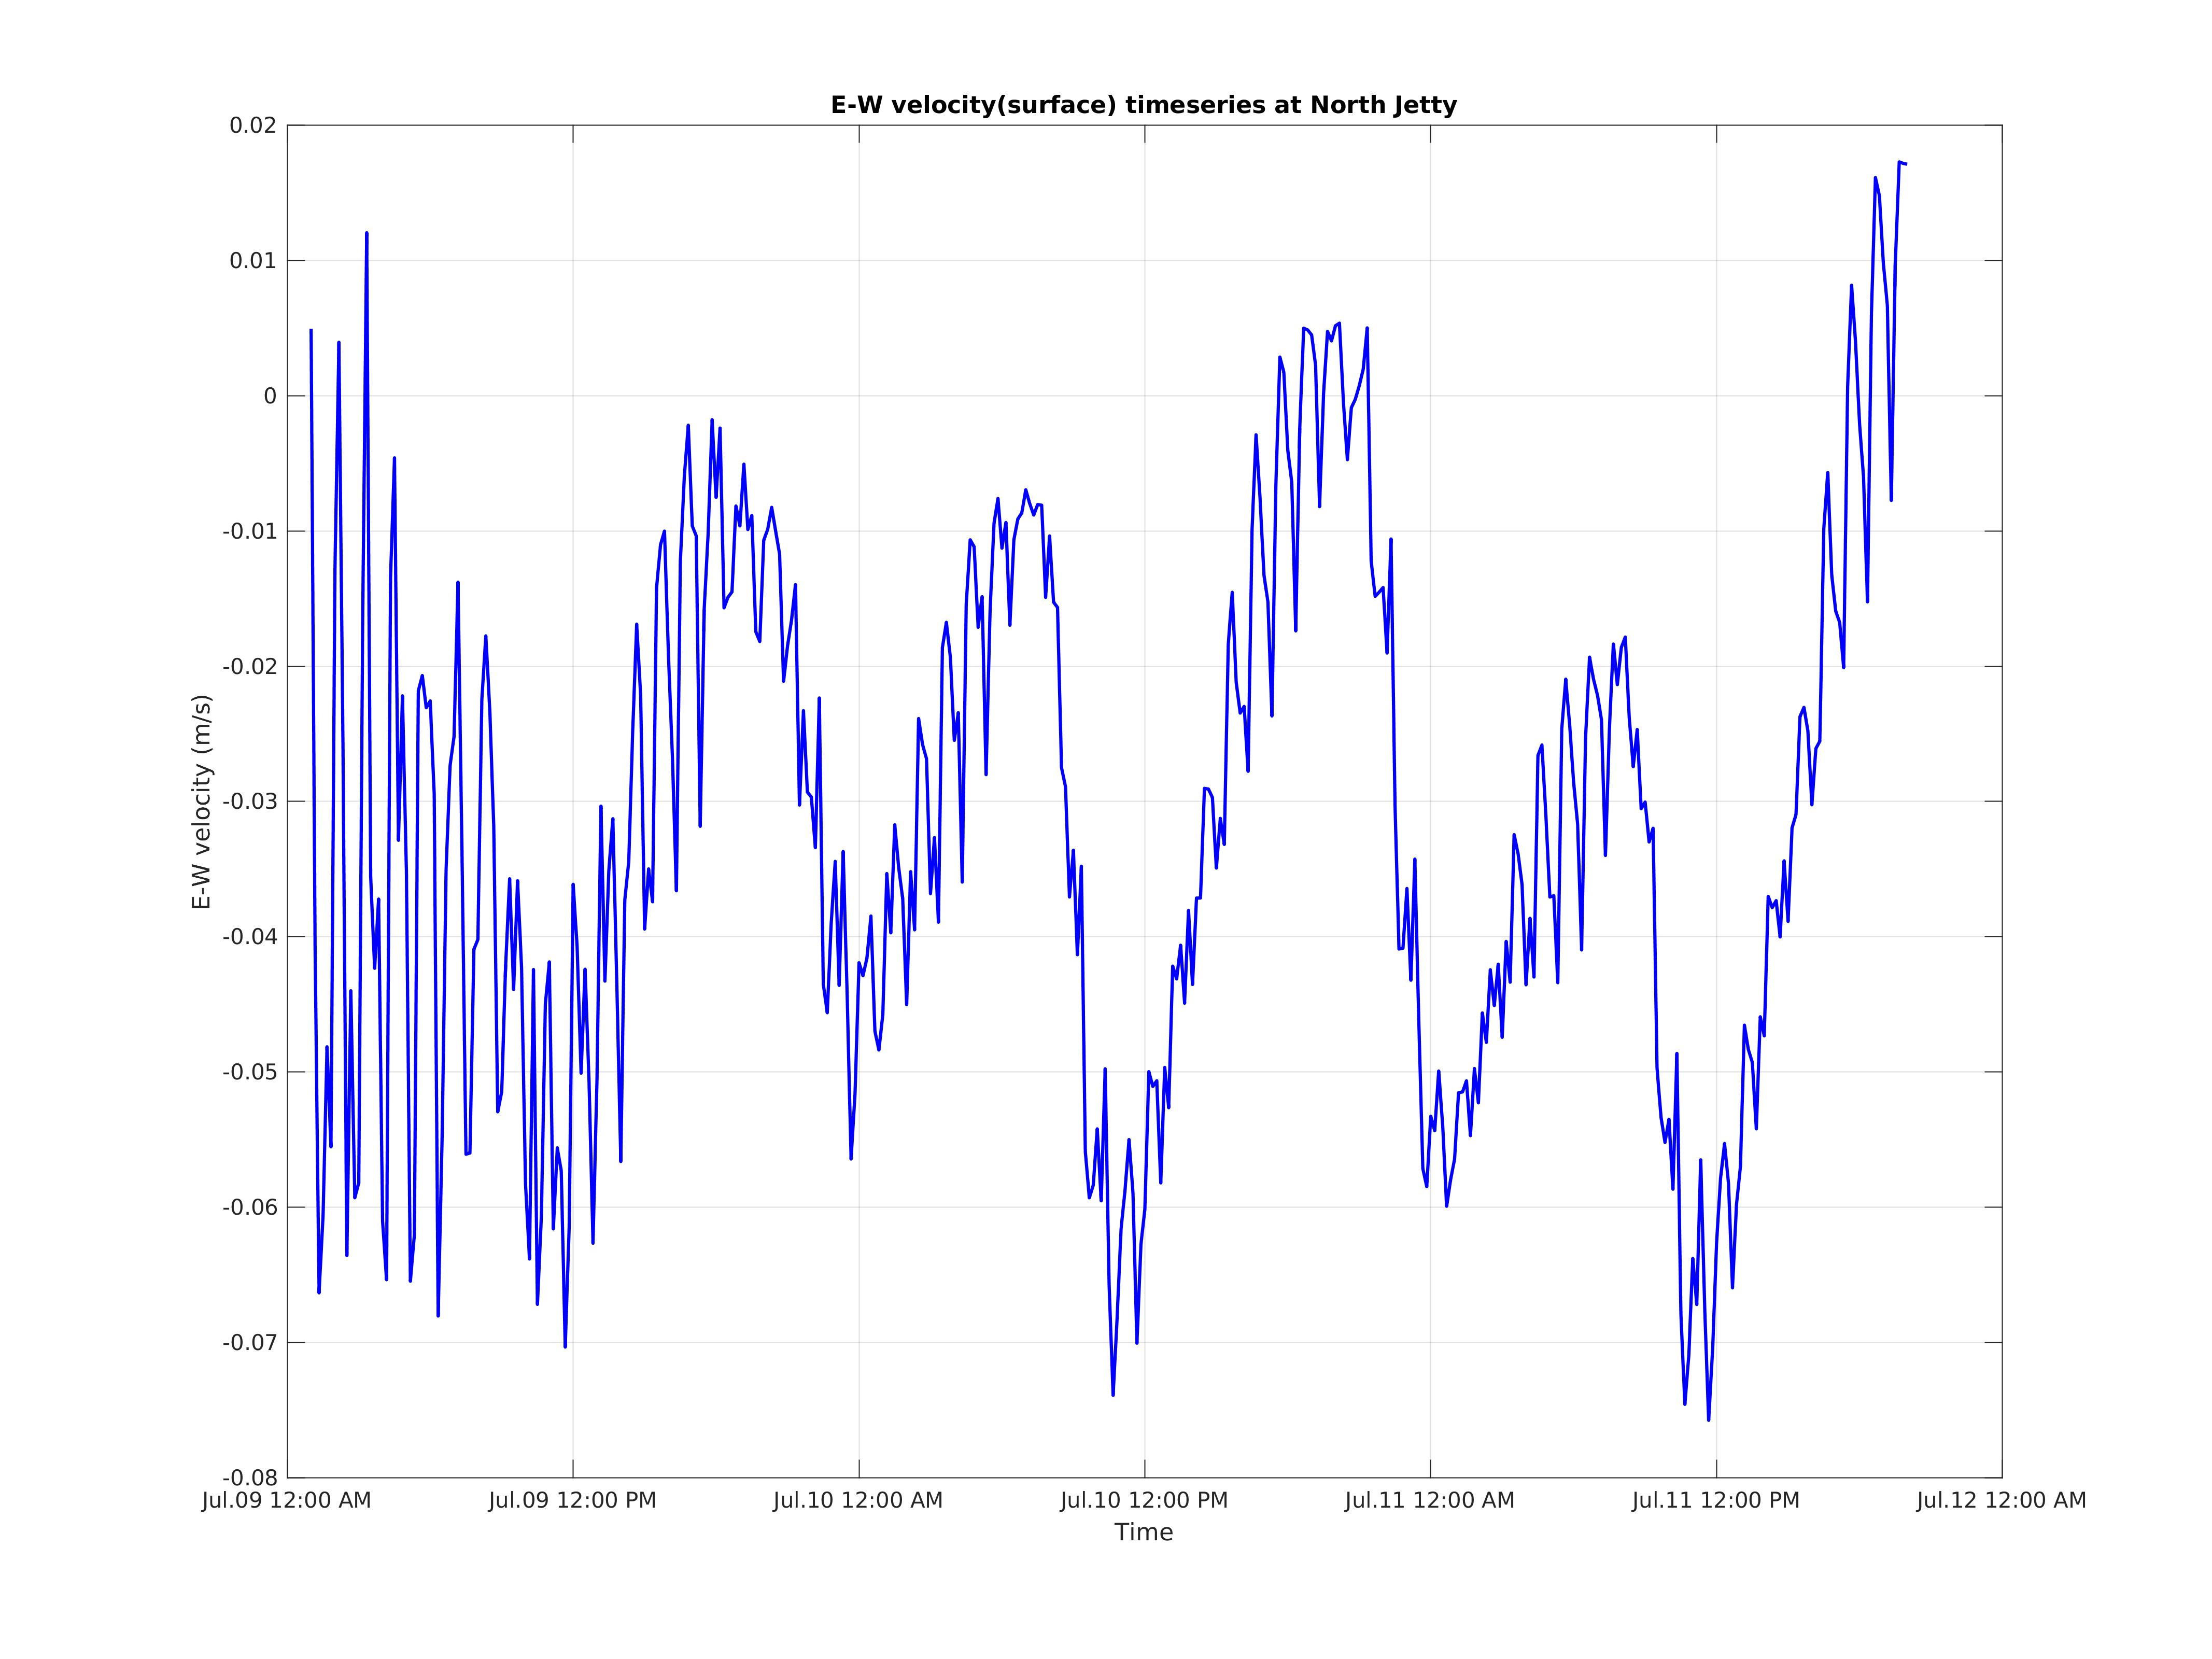 E-W velocity(surface) timeseries at North Jetty
0.02
0.01
0
-0.01
-0.02
-0.03
-0.04
-0.05
-0.06
-0.07
-0.08
E-W velocity (m/s)
Jul.09 12:00 AM
Jul.09 12:00 PM
Jul.10 12:00 AM
Jul.10 12:00 PM
Jul.11 12:00 AM
Jul.11 12:00 PM
Jul.12 12:00 AM
Time